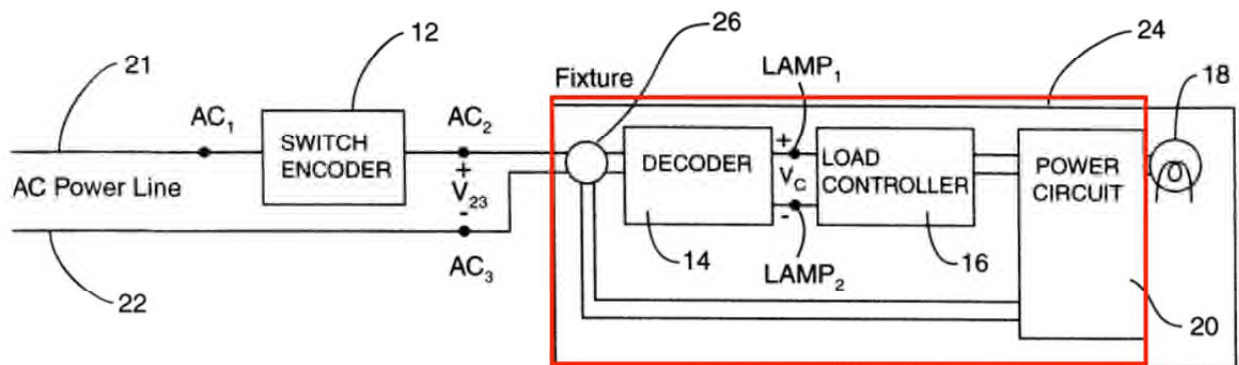 26
12
24
21
LAMP₁
18
Fixture
AC₁
AC₂
SWITCH
ENCODER
DECODER
LOAD
CONTROLLER
POWER
CIRCUIT
+
V_C
-
AC Power Line
+
V₂₃
-
14
16
LAMP₂
AC₃
22
20